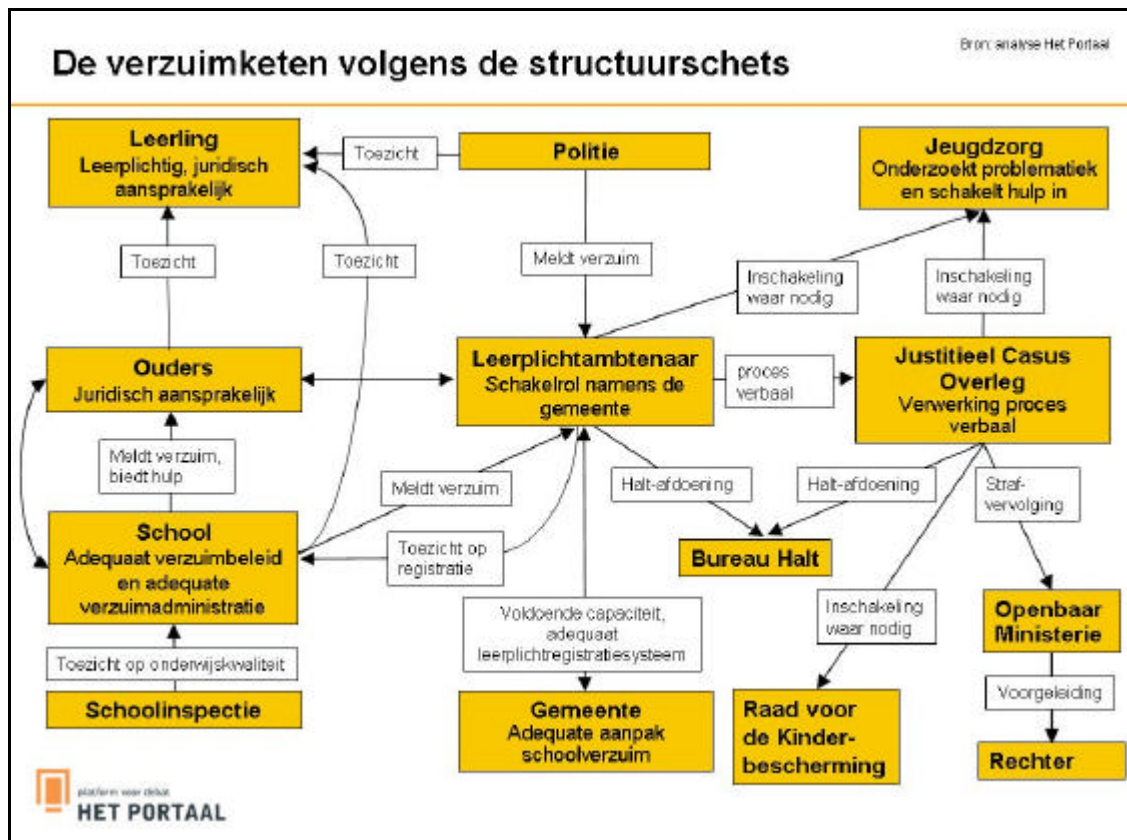 De verzuimketen volgens de structuurschets
Bron: analyse Het Portaal
Leerling
Leerplichtig, juridisch
aansprakelijk
Toezicht
Politie
Jeugdzorg
Onderzoekt problematiek
en schakelt hulp in
Toezicht
Toezicht
Meldt verzuim
Inschakeling
waar nodig
Inschakeling
waar nodig
Ouders
Juridisch aansprakelijk
Leerplichtambtenaar
Schakelrol namens de
gemeente
proces
verbaal
Justitieel Casus
Overleg
Verwerking proces
verbaal
Meldt verzuim,
biedt hulp
Meldt verzuim
Halt-afdoening
Halt-afdoening
Straf-
vervolging
School
Adequaat verzuimbeleid
en adequate
verzuimadministratie
Toezicht op
registratie
Bureau Halt
Voldoende capaciteit,
adequaat
leerplichtregistratiesysteem
Inschakeling
waar nodig
Openbaar
Ministerie
Toezicht op onderwijskwaliteit
Schoolinspectie
Gemeente
Adequate aanpak
schoolverzuim
Raad voor
de Kinder-
bescherming
Voorgeleiding
Rechter
platform voor debat
HET PORTAAL